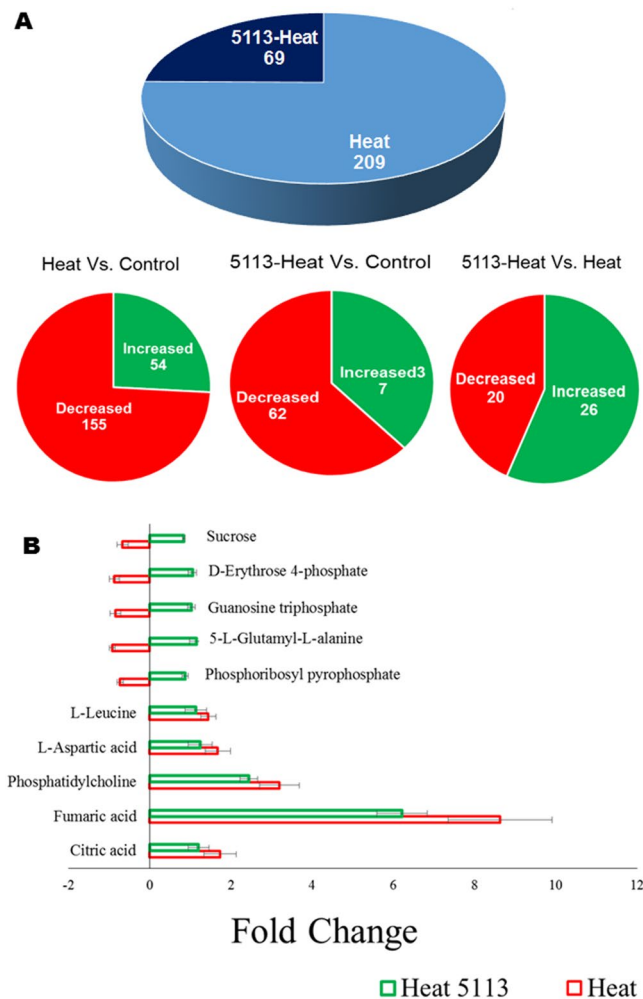 A
5113-Heat
69
Heat
209
Heat Vs. Control
5113-Heat Vs. Control
5113-Heat Vs. Heat
Increased
54
Decreased
155
Increased3
7
Decreased
62
Decreased
20
Increased
26
B
Sucrose
D-Erythrose 4-phosphate
Guanosine triphosphate
5-L-Glutamyl-L-alanine
Phosphoribosyl pyrophosphate
L-Leucine
L-Aspartic acid
Phosphatidylcholine
Fumaric acid
Citric acid
-2 0 2 4 6 8 10 12
Fold Change
Heat 5113 Heat